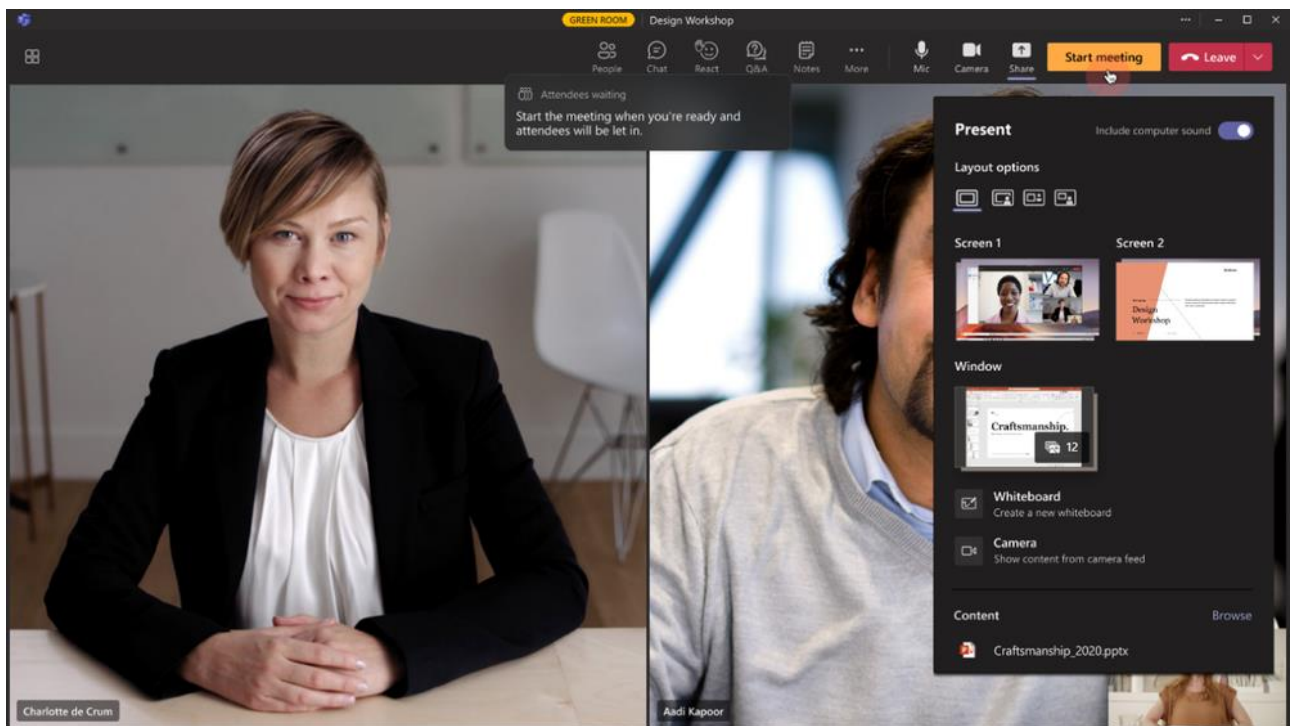 GREEN ROOM
Design Workshop
People
Chat
React
Q&A
Notes
More
Mic
Camera
Share
Start meeting
Leave
Attendees waiting
Start the meeting when you're ready and
attendees will be let in.
Present
Include computer sound
Layout options
Screen 1
Screen 2
Design
Workshop
Window
Craftsmanship.
12
Whiteboard
Create a new whiteboard
Camera
Show content from camera feed
Content
Browse
Craftsmanship_2020.pptx
Charlotte de Crum
Aadi Kapoor